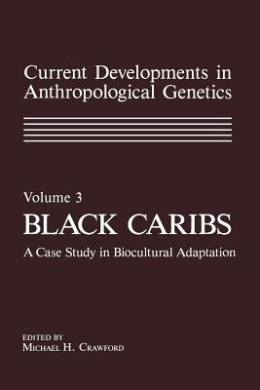 Current Developments in
Anthropological Genetics
Volume 3
BLACK CARIBS
A Case Study in Biocultural Adaptation
EDITED BY
MICHAEL H. CRAWFORD